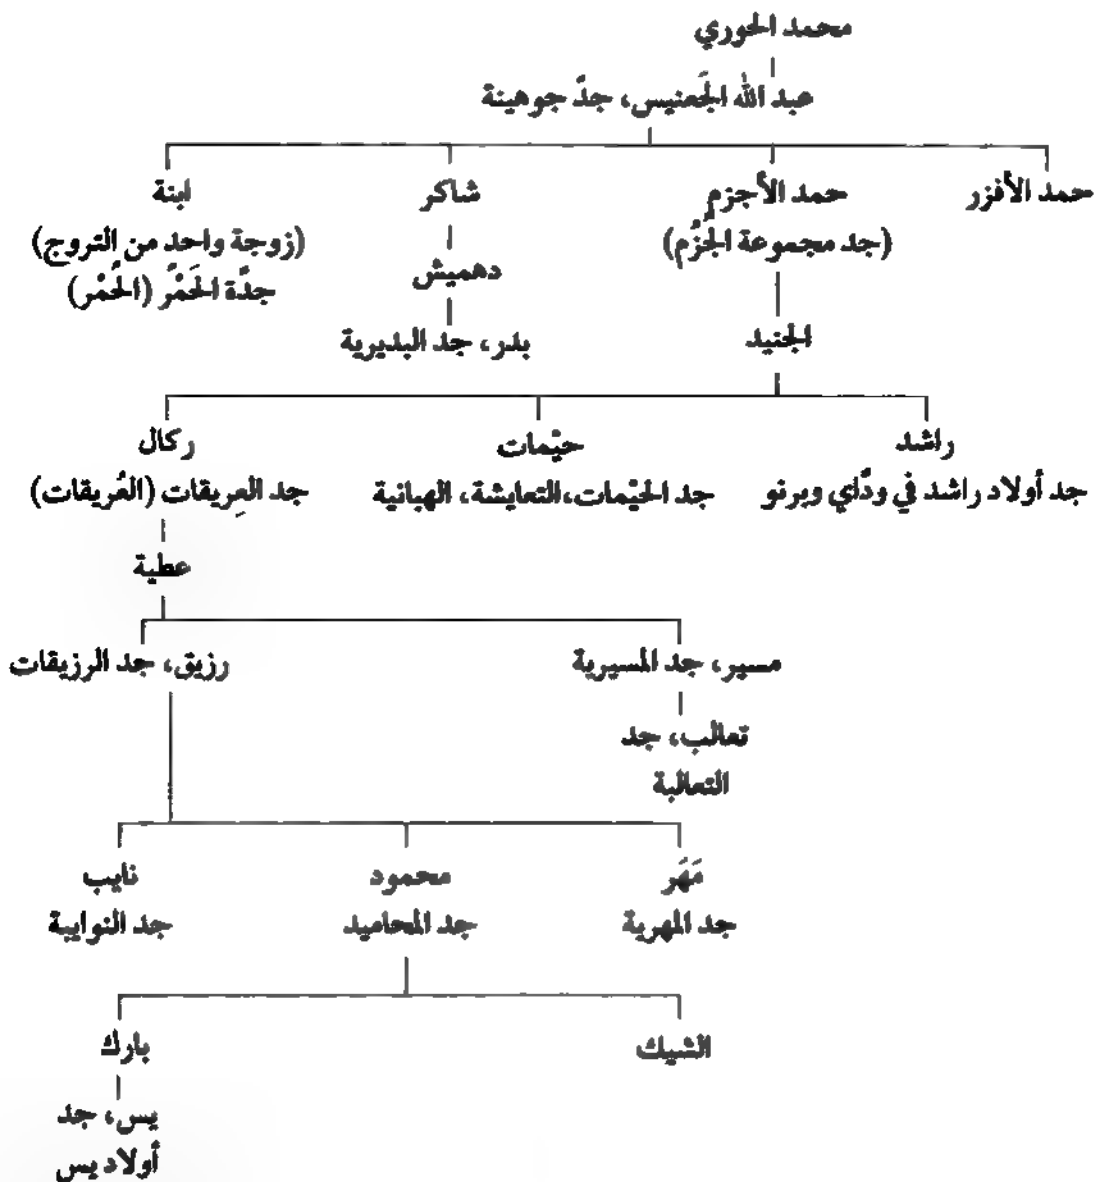 محمد الحوري
عبد الله الجَعنيس، جدّ جوهينة
حمد الأفزر
حمد الأجزم
(جد مجموعة الجُزُم)
شاكر
ابنة
(زوجة واحد من التروج)
جدَّة الحَمْر (الحُمْر)
دهميش
الجنيد
بدر، جد البديرية
راشد
حيْمات
ركال
جد أولاد راشد في ودَّاي وبرنو
جد الحيْمات،التعايشة، الهبانية
جد العِريقات (العُريقات)
عطية
مسير، جد المسيرية
رزيق، جد الرزيقات
تعالب، جد
التعالبة
مَهَر
محمود
نايب
جد المهرية
جد المحاميد
جد النوايبة
الشيك
بارك
يس، جد
أولاد يس